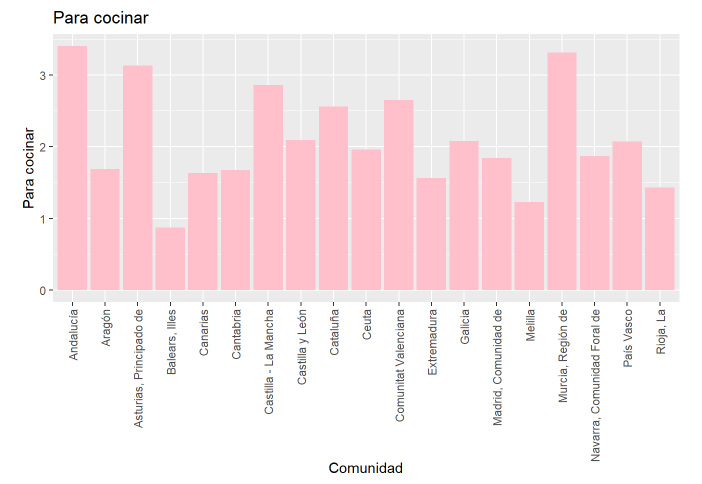 Para cocinar
Para cocinar
3
2
1
0
Andalucía
Aragón
Asturias, Principado de
Balears, Illes
Canarias
Cantabria
Castilla - La Mancha
Castilla y León
Cataluña
Ceuta
Comunitat Valenciana
Extremadura
Galicia
Madrid, Comunidad de
Melilla
Murcia, Región de
Navarra, Comunidad Foral de
País Vasco
Rioja, La
Comunidad